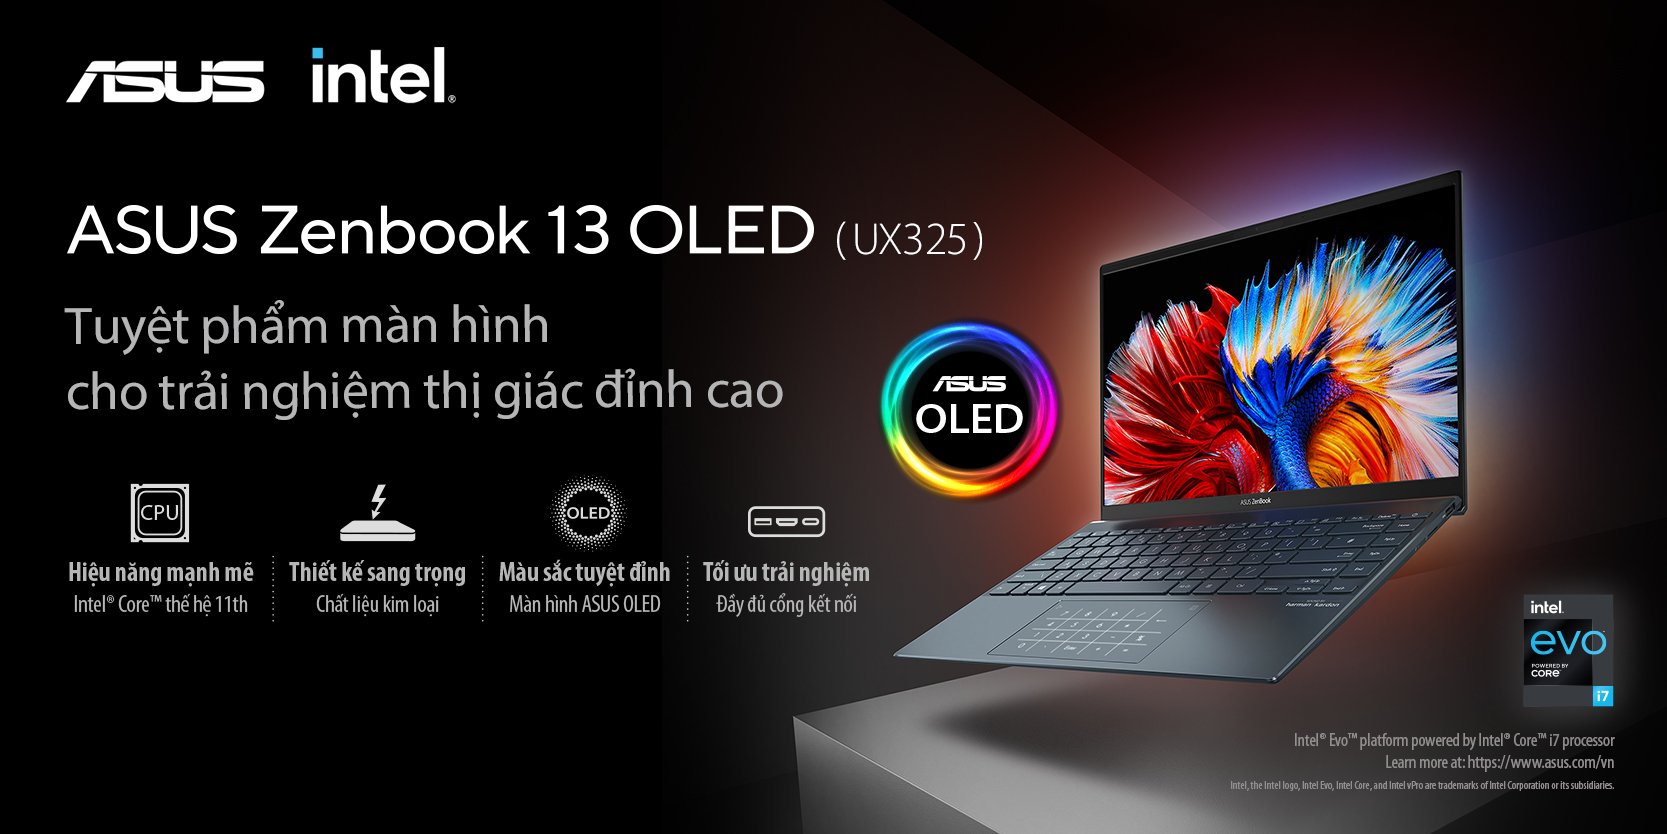 ASUS intel®
ASUS Zenbook 13 OLED (UX325)
Tuyệt phẩm màn hình
cho trải nghiệm thị giác đỉnh cao
ASUS
OLED
CPU
Hiệu năng mạnh mẽ
Intel® Core™ thế hệ 11th
Thiết kế sang trọng
Chất liệu kim loại
OLED
Màu sắc tuyệt đỉnh
Màn hình ASUS OLED
Tối ưu trải nghiệm
Đầy đủ cổng kết nối
ASUS ZenBook
harman kardon
intel.
evo
POWERED BY
CORE
i7
Intel® Evo™ platform powered by Intel® Core™ i7 processor
Learn more at: https://www.asus.com/vn
Intel, the Intel logo, Intel Evo, Intel Core, and Intel vPro are trademarks of Intel Corporation or its subsidiaries.